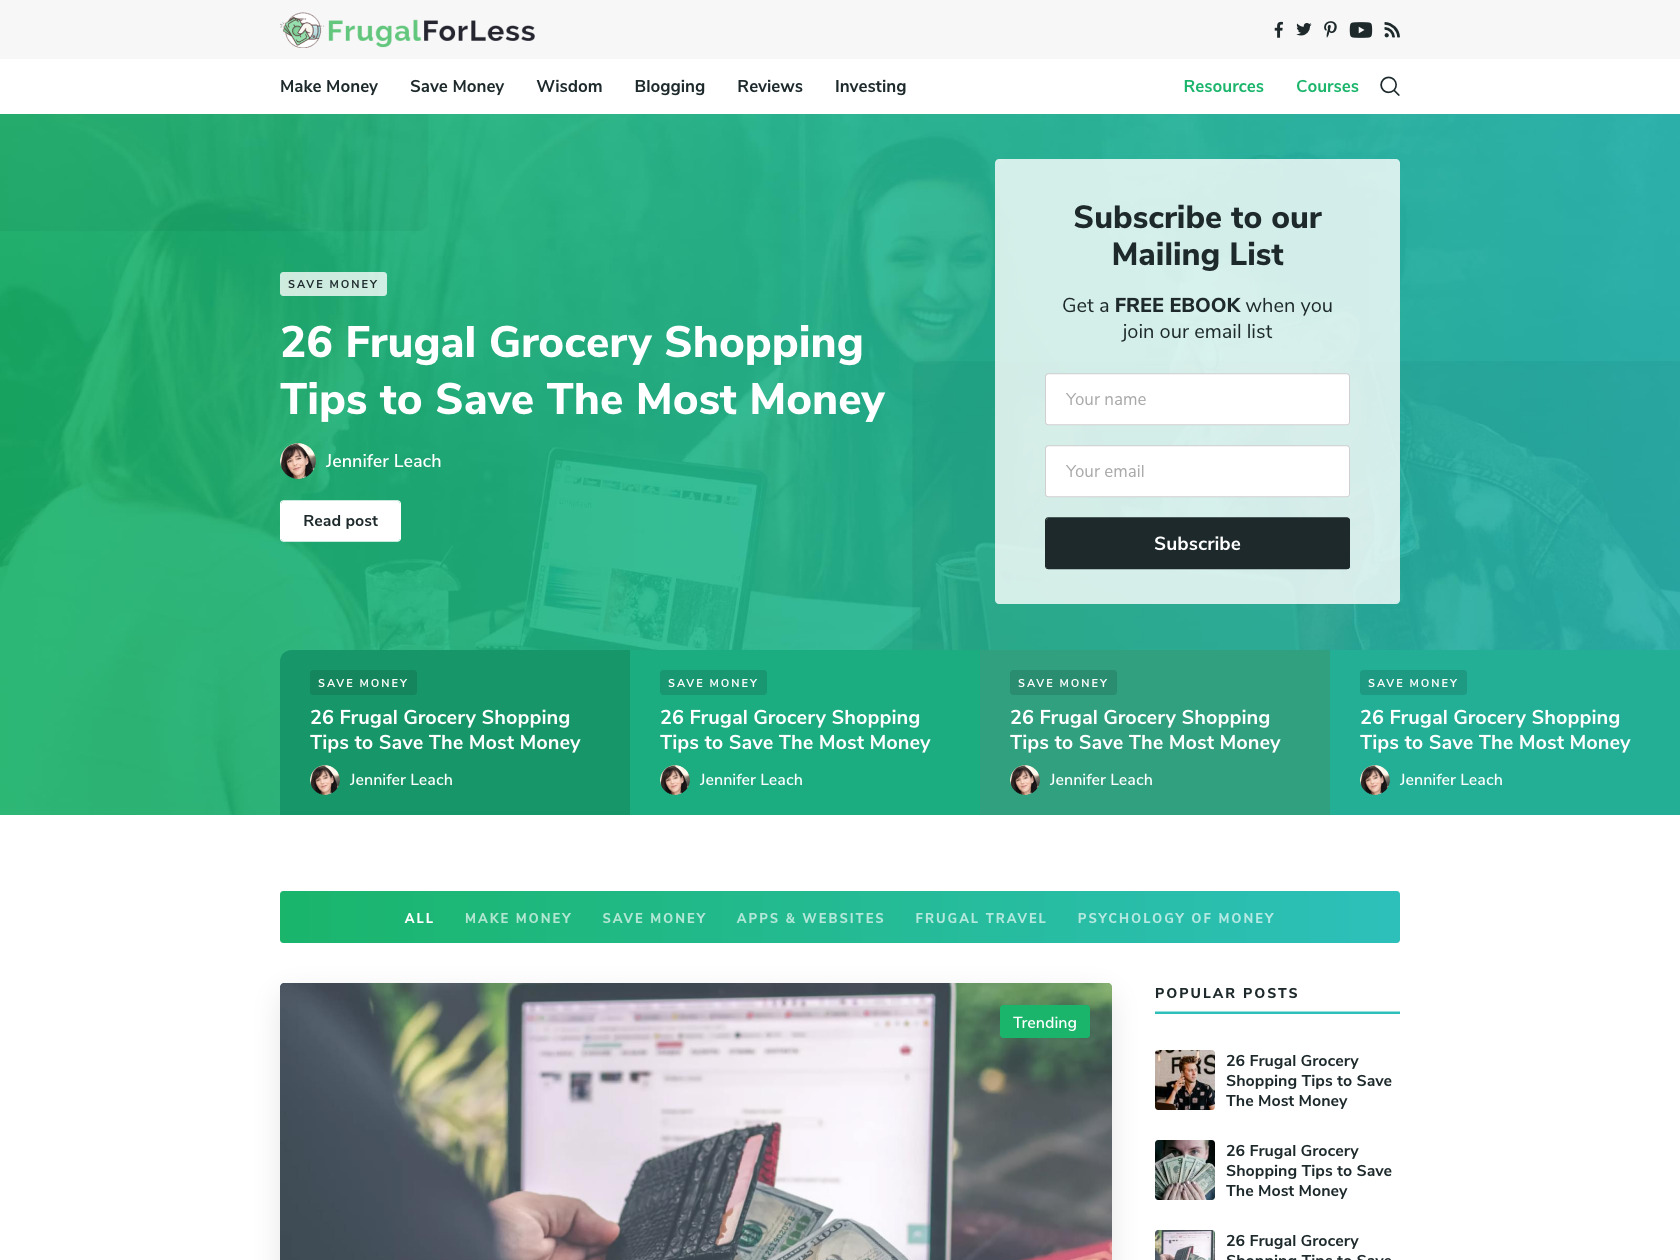 FrugalForLess
Make Money
Save Money
Wisdom
Blogging
Reviews
Investing
Resources
Courses
SAVE MONEY
26 Frugal Grocery Shopping
Tips to Save The Most Money
Jennifer Leach
Read post
Subscribe to our
Mailing List
Get a FREE EBOOK when you
join our email list
Your name
Your email
Subscribe
SAVE MONEY
26 Frugal Grocery Shopping
Tips to Save The Most Money
Jennifer Leach
SAVE MONEY
26 Frugal Grocery Shopping
Tips to Save The Most Money
Jennifer Leach
SAVE MONEY
26 Frugal Grocery Shopping
Tips to Save The Most Money
Jennifer Leach
SAVE MONEY
26 Frugal Grocery Shopping
Tips to Save The Most Money
Jennifer Leach
ALL
MAKE MONEY
SAVE MONEY
APPS & WEBSITES
FRUGAL TRAVEL
PSYCHOLOGY OF MONEY
Trending
POPULAR POSTS
26 Frugal Grocery
Shopping Tips to Save
The Most Money
26 Frugal Grocery
Shopping Tips to Save
The Most Money
26 Frugal Grocery
Shopping Tips to Save